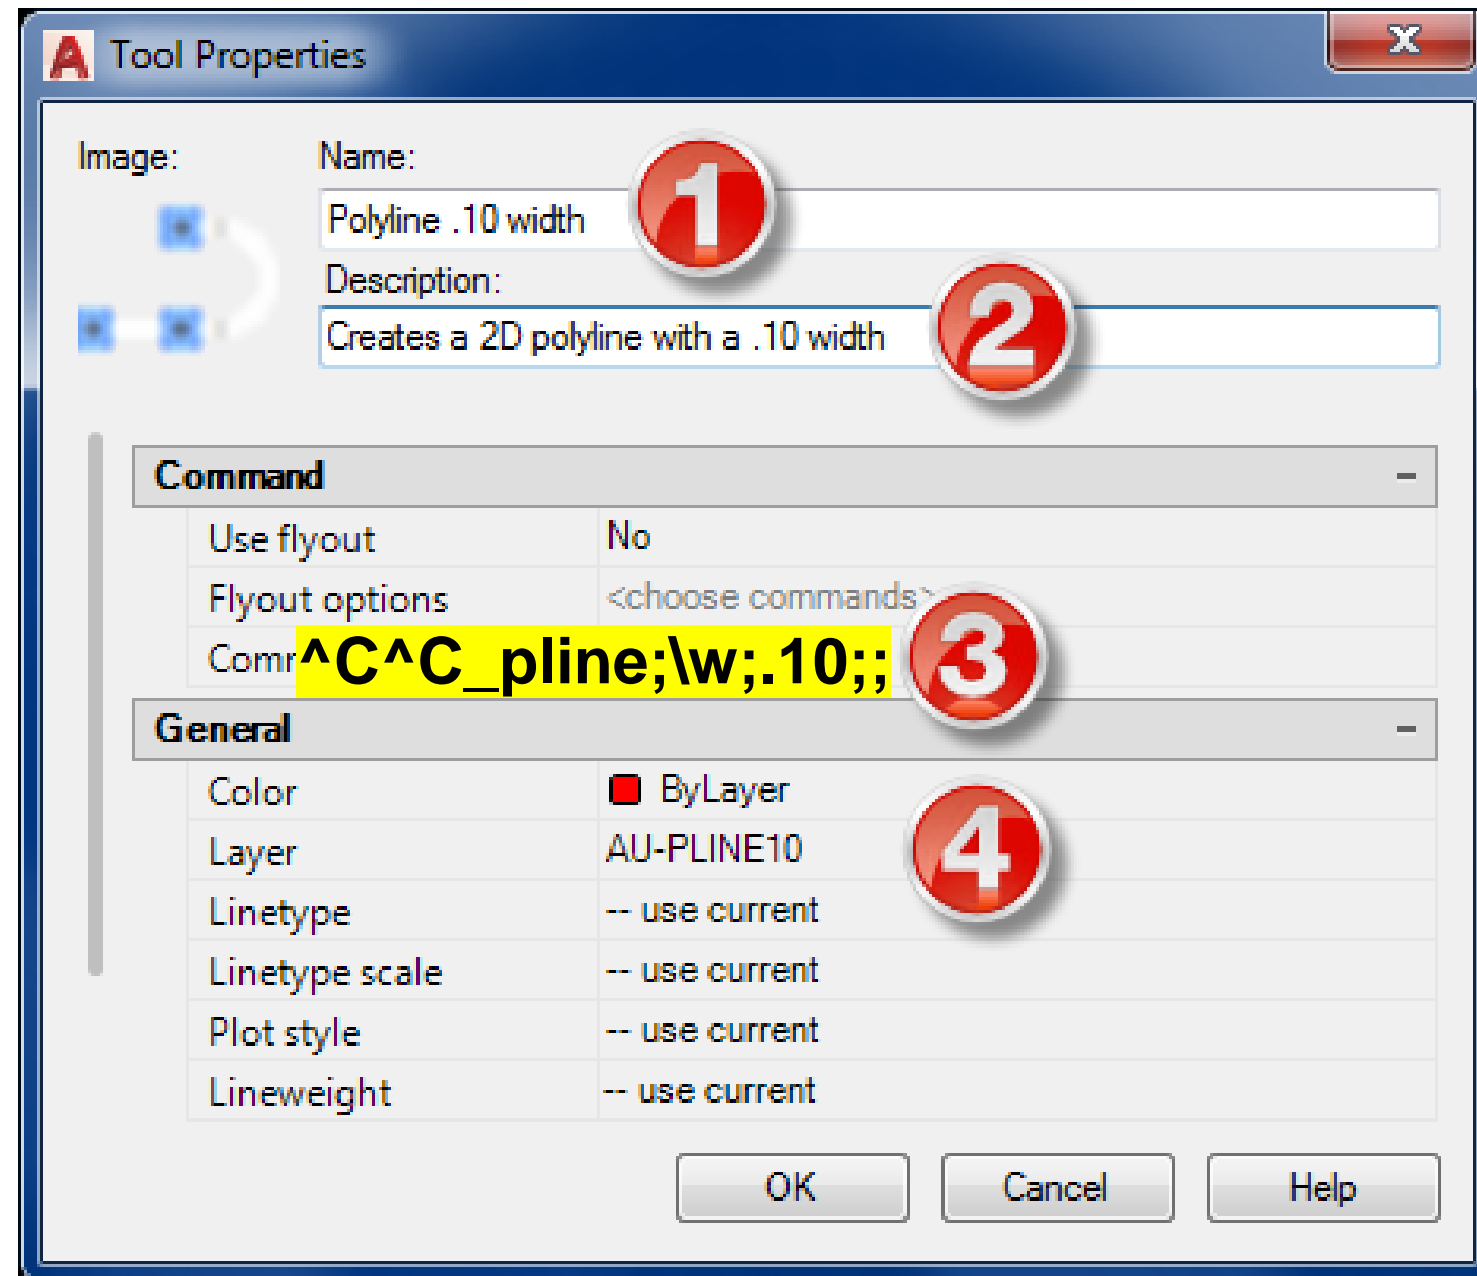 Tool Properties
Image:
Name:
Polyline .10 width
1
Description:
Creates a 2D polyline with a .10 width
2
Command
Use flyout No
Flyout options <choose commands>
^C^C_pline;\w;.10;;
3
General
Color ByLayer
Layer AU-PLINE10
4
Linetype -- use current
Linetype scale -- use current
Plot style -- use current
Lineweight -- use current
OK Cancel Help